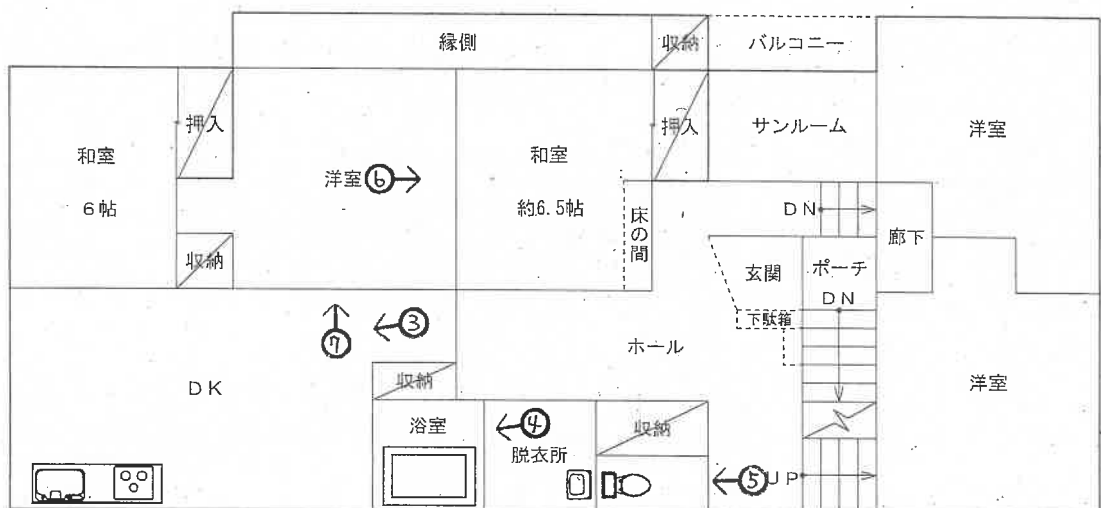 縁側
収納
バルコニー
押入
和室
6帖
洋室
⑥
和室
約6.5帖
押入
サンルーム
洋室
床の間
DN
廊下
収納
玄関
ポーチ
DN
下駄箱
⑦
③
ホール
DK
収納
洋室
浴室
④
脱衣所
収納
⑤
UP